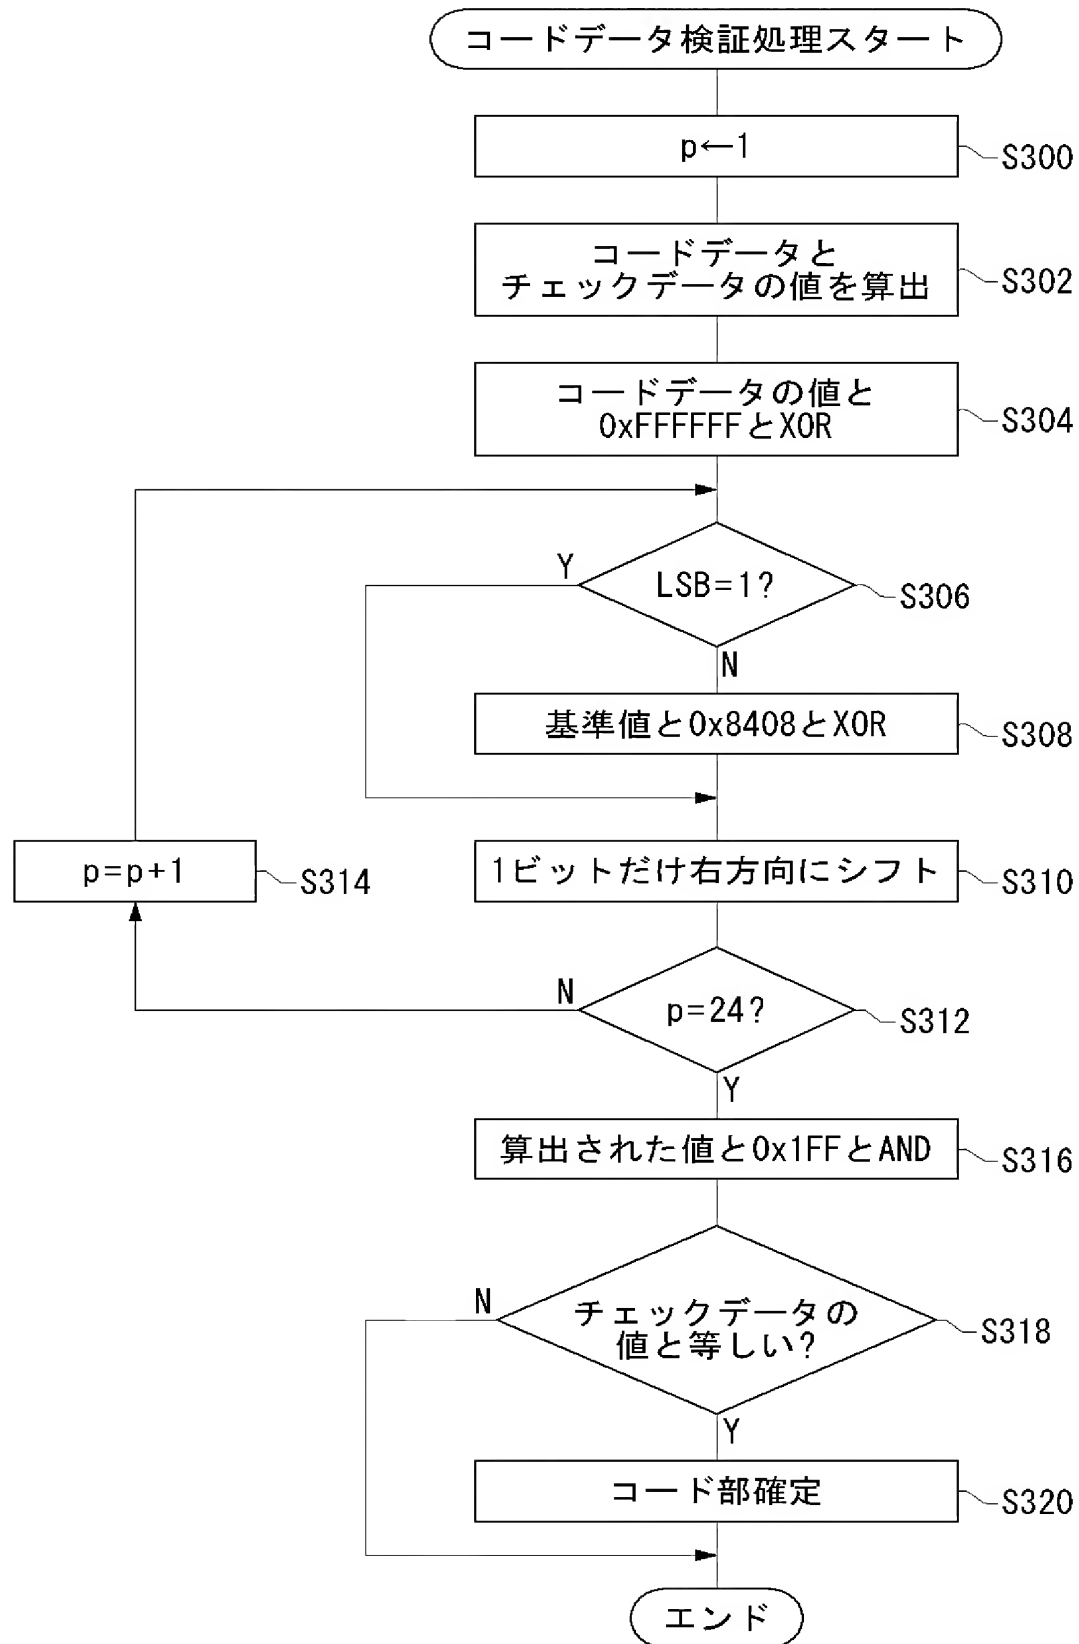 コードデータ検証処理スタート
p←1
S300
コードデータと
チェックデータの値を算出
S302
コードデータの値と
0xFFFFFFとXOR
S304
Y
LSB=1?
S306
N
基準値と0x8408とXOR
S308
p=p+1
S314
1ビットだけ右方向にシフト
S310
N
p=24?
S312
Y
算出された値と0x1FFとAND
S316
N
チェックデータの
値と等しい?
S318
Y
コード部確定
S320
エンド